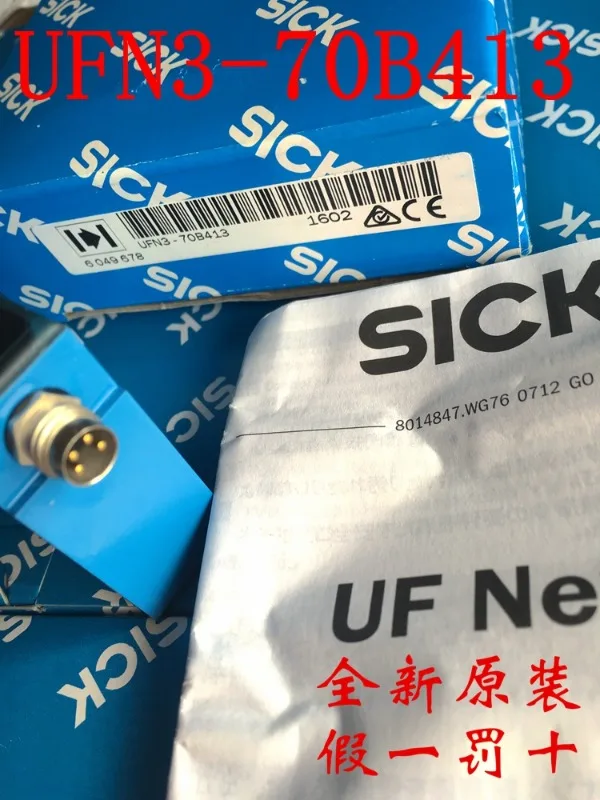 SICK
UFN3-70B413
SICK
SICK
1602
CE
UFN3-70B413
6 049 678
SICK
8014847.WG76 0712 GO
UF Ne
全新原装
假一罚十